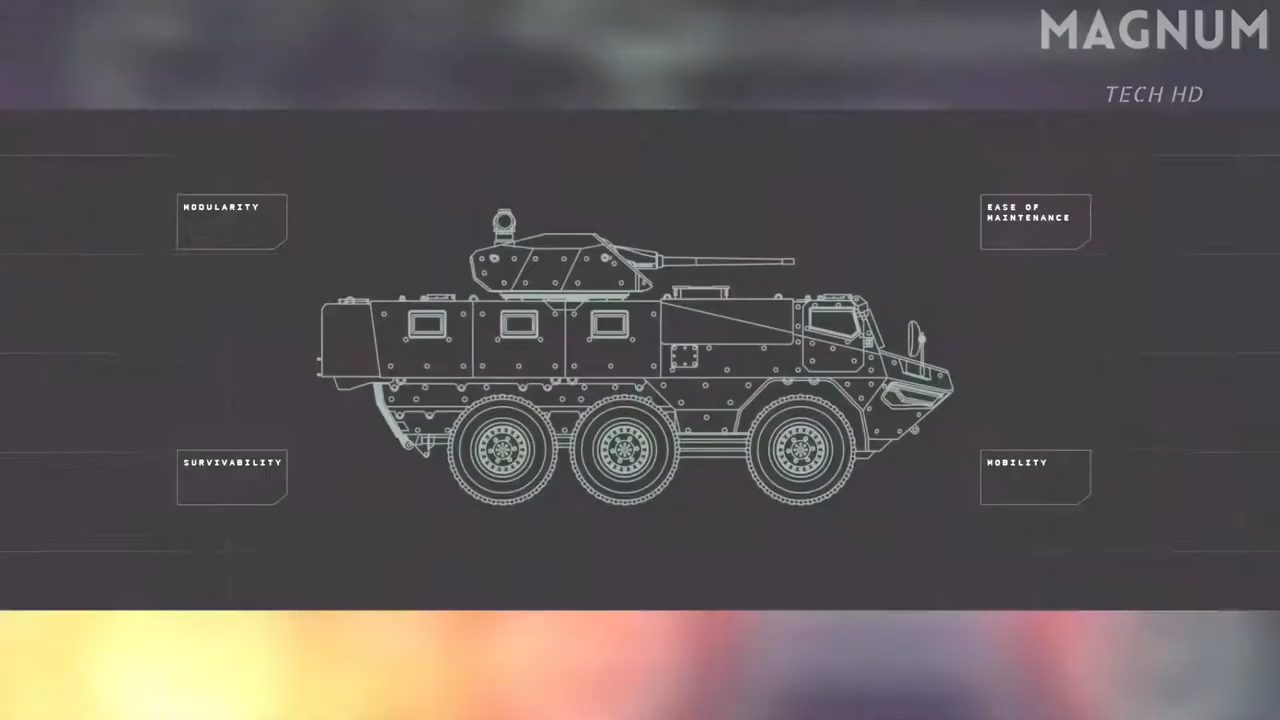 MAGNUM
TECH HD
MODULARITY
EASE OF
MAINTENANCE
SURVIVABILITY
MOBILITY